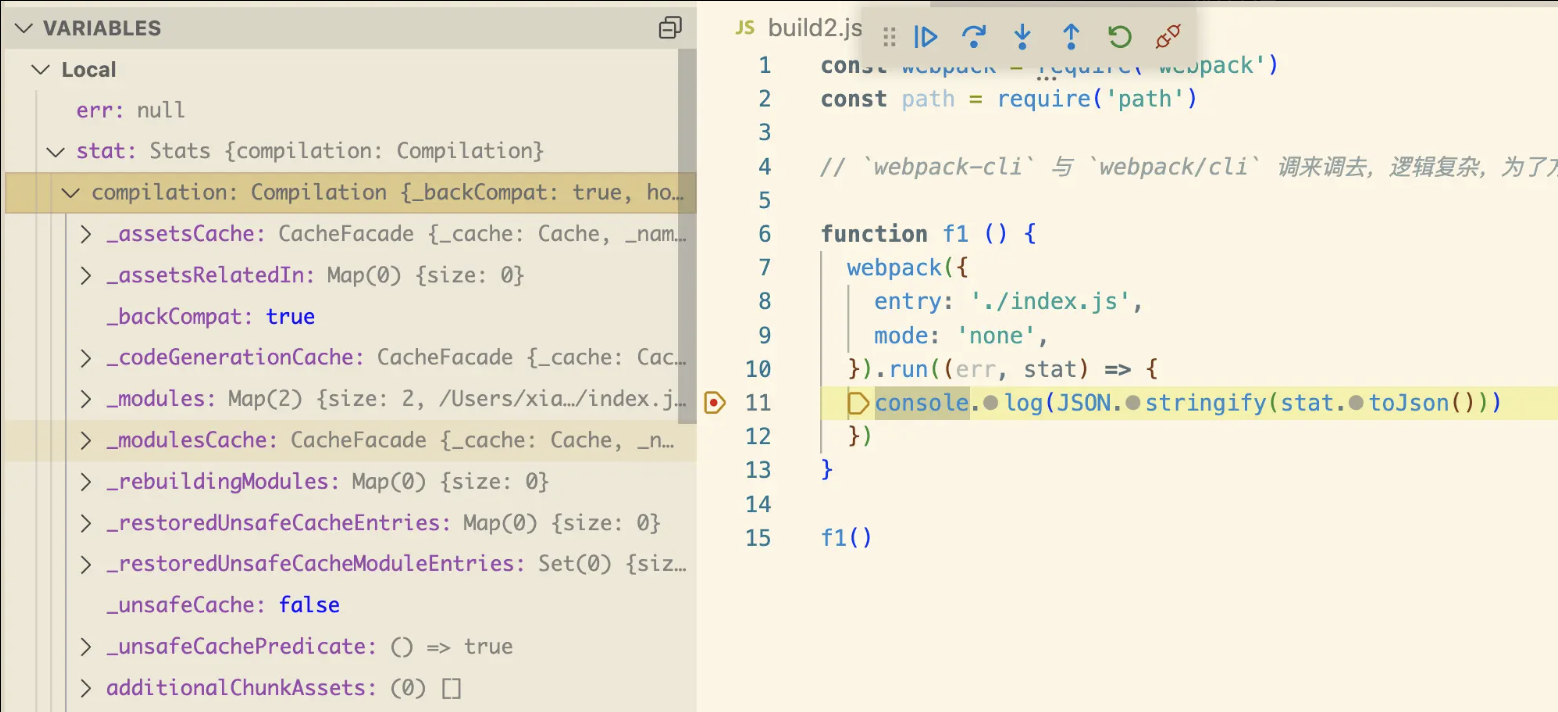 VARIABLES
Local
err: null
stat: Stats {compilation: Compilation}
compilation: Compilation {_backCompat: true, ho…
_assetsCache: CacheFacade {_cache: Cache, _nam…
_assetsRelatedIn: Map(0) {size: 0}
_backCompat: true
_codeGenerationCache: CacheFacade {_cache: Cac…
_modules: Map(2) {size: 2, /Users/xia…/index.j…
_modulesCache: CacheFacade {_cache: Cache, _n…
_rebuildingModules: Map(0) {size: 0}
_restoredUnsafeCacheEntries: Map(0) {size: 0}
_restoredUnsafeCacheModuleEntries: Set(0) {siz…
_unsafeCache: false
_unsafeCachePredicate: () => true
additionalChunkAssets: (0) []
JS build2.js
1 const webpack = require('webpack')
2 const path = require('path')
3
4 // `webpack-cli` 与 `webpack/cli` 调来调去，逻辑复杂，为了
5
6 function f1 () {
7 webpack({
8 entry: './index.js',
9 mode: 'none',
10 }).run((err, stat) => {
11 console.log(JSON.stringify(stat.toJson()))
12 })
13 }
14
15 f1()